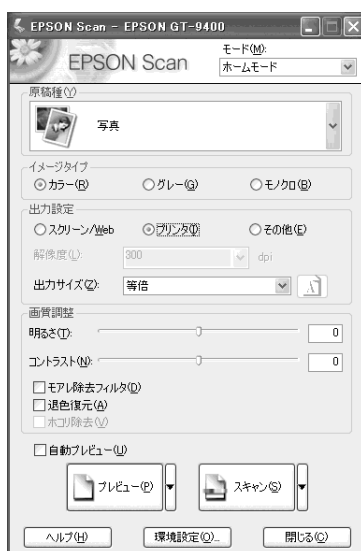 EPSON Scan - EPSON GT-9400
EPSON Scan
モード(M):
ホームモード
原稿種(Y)
写真
イメージタイプ
カラー(R) グレー(G) モノクロ(B)
出力設定
スクリーン/Web プリンタ(I) その他(E)
解像度(L): 300 dpi
出力サイズ(Z): 等倍
画質調整
明るさ(T): 0
コントラスト(N): 0
モアレ除去フィルタ(D)
退色復元(A)
ホコリ除去(V)
自動プレビュー(U)
プレビュー(P) スキャン(S)
ヘルプ(H) 環境設定(O)... 閉じる(C)